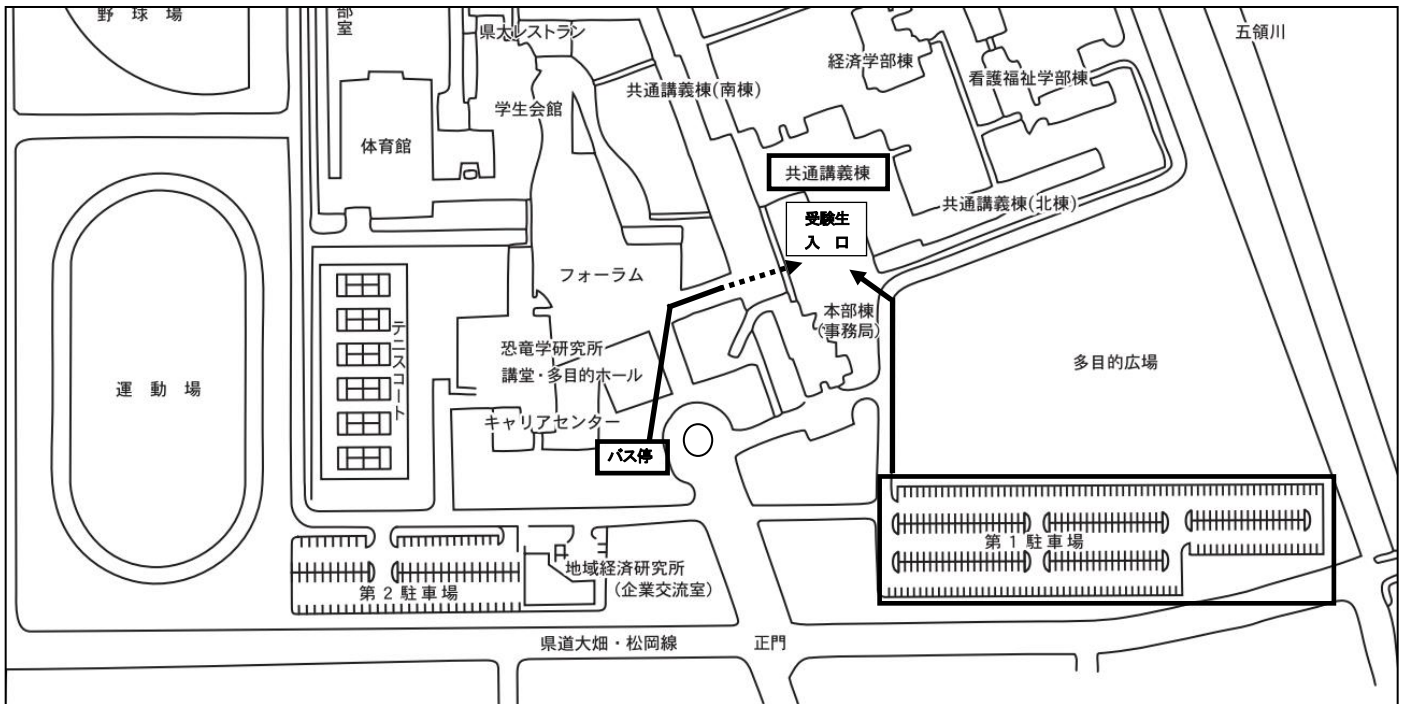 野球場
部室
県大レストラン
五領川
経済学部棟
看護福祉学部棟
共通講義棟(南棟)
学生会館
体育館
共通講義棟
共通講義棟(北棟)
受験生
入口
フォーラム
本部棟
(事務局)
テニスコート
恐竜学研究所
講堂・多目的ホール
多目的広場
運動場
キャリアセンター
バス停
第1駐車場
地域経済研究所
(企業交流室)
第2駐車場
県道大畑・松岡線
正門